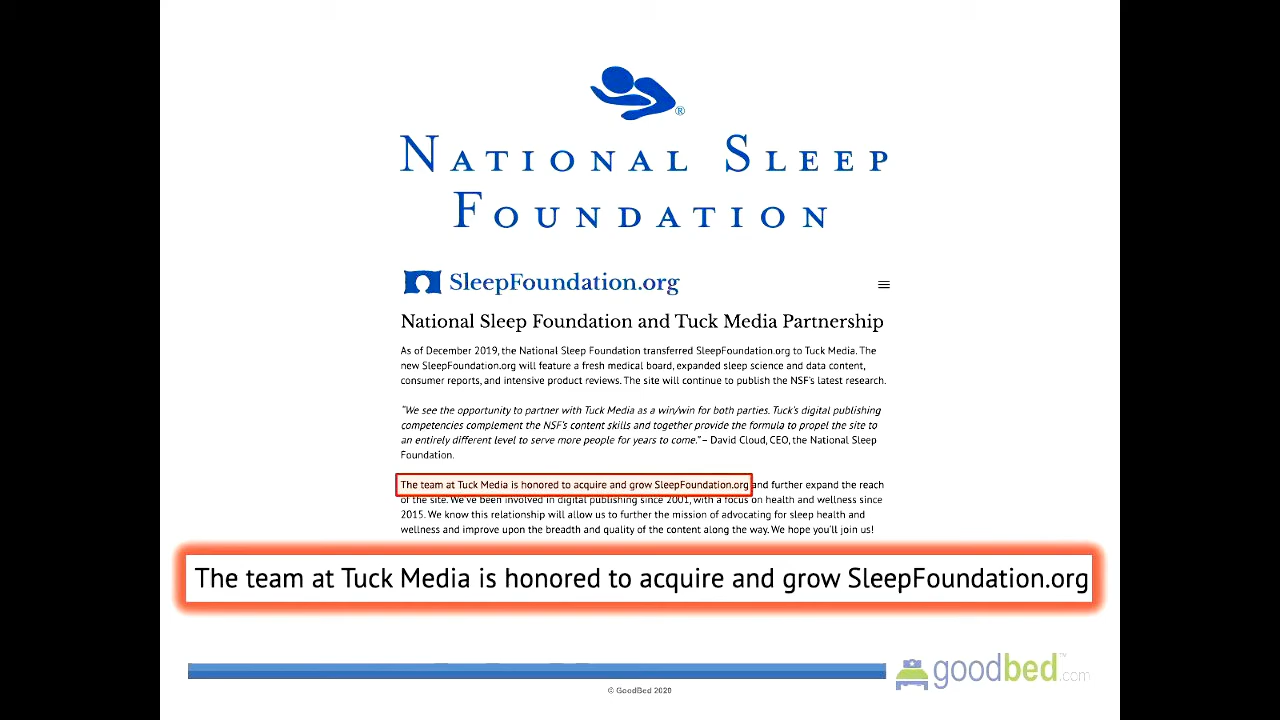 ®
NATIONAL SLEEP
FOUNDATION
SleepFoundation.org
National Sleep Foundation and Tuck Media Partnership
As of December 2019, the National Sleep Foundation transferred SleepFoundation.org to Tuck Media. The
new SleepFoundation.org will feature a fresh medical board, expanded sleep science and data content,
consumer reports, and intensive product reviews. The site will continue to publish the NSF's latest research.
"We see the opportunity to partner with Tuck Media as a win/win for both parties. Tuck's digital publishing
competencies complement the NSF's content skills and together provide the formula to propel the site to
an entirely different level to serve more people for years to come." – David Cloud, CEO, the National Sleep
Foundation.
The team at Tuck Media is honored to acquire and grow SleepFoundation.org and further expand the reach
of the site. We've been involved in digital publishing since 2001, with a focus on health and wellness since
2015. We know this relationship will allow us to further the mission of advocating for sleep health and
wellness and improve upon the breadth and quality of the content along the way. We hope you'll join us!
The team at Tuck Media is honored to acquire and grow SleepFoundation.org
goodbed.com™
© GoodBed 2020